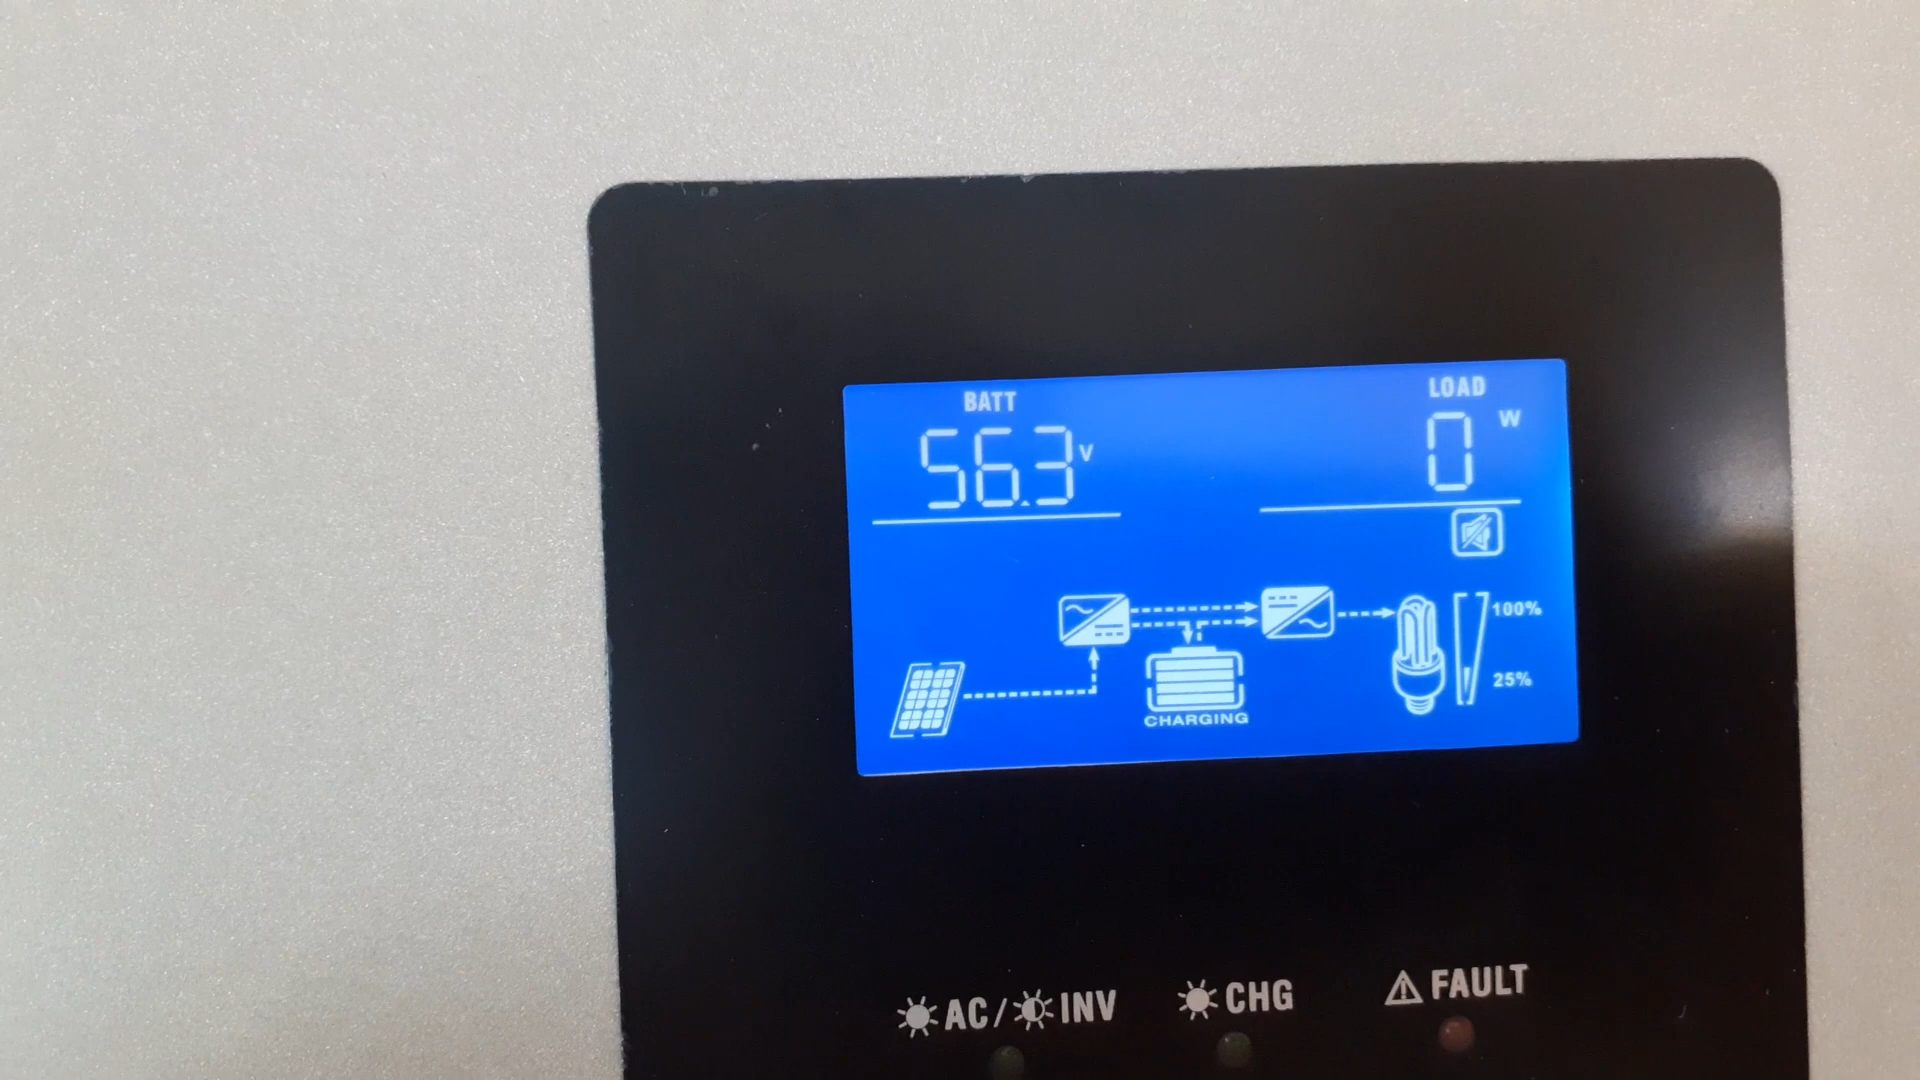 BATT
56.3 V
LOAD
0 W
100%
25%
CHARGING
AC/ INV
CHG
FAULT